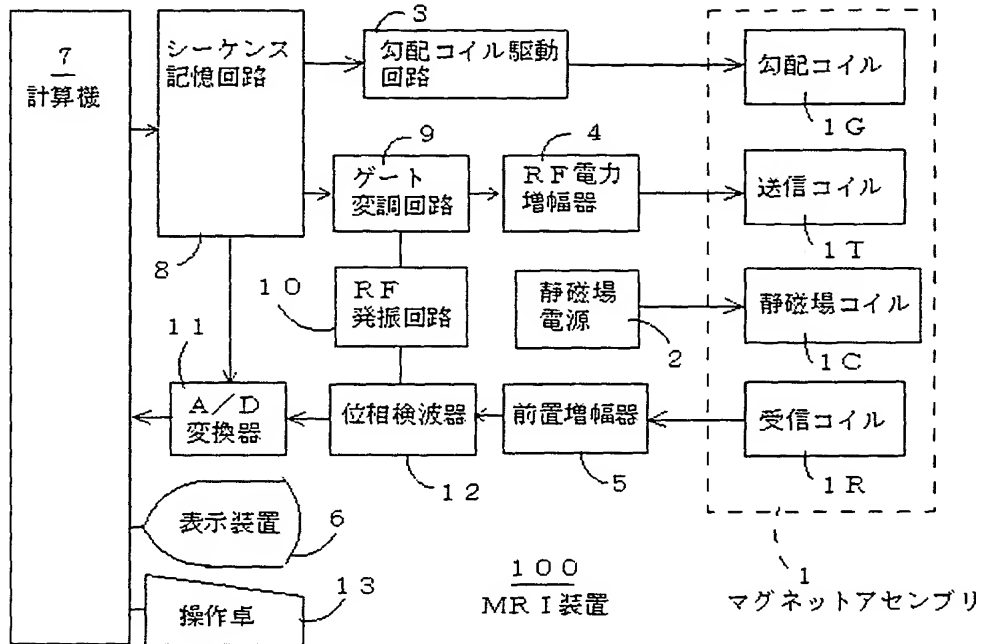 7
計算機
シーケンス
記憶回路
8
3
勾配コイル駆動
回路
勾配コイル
1G
9
ゲート
変調回路
4
RF電力
増幅器
送信コイル
1T
10
RF
発振回路
静磁場
電源
2
静磁場コイル
1C
11
A/D
変換器
位相検波器
12
前置増幅器
5
受信コイル
1R
表示装置
6
操作卓
13
100
MRI装置
1
マグネットアセンブリ